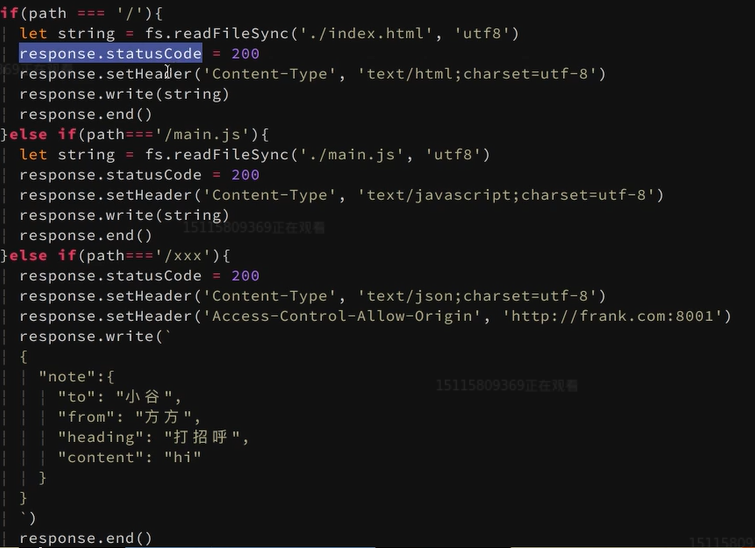 if(path === '/'){
let string = fs.readFileSync('./index.html', 'utf8')
response.statusCode = 200
response.setHeader('Content-Type', 'text/html;charset=utf-8')
response.write(string)
response.end()
}else if(path==='/main.js'){
let string = fs.readFileSync('./main.js', 'utf8')
response.statusCode = 200
response.setHeader('Content-Type', 'text/javascript;charset=utf-8')
response.write(string)
15115809369正在观看
response.end()
}else if(path==='/xxx'){
response.statusCode = 200
response.setHeader('Content-Type', 'text/json;charset=utf-8')
response.setHeader('Access-Control-Allow-Origin', 'http://frank.com:8001')
response.write(`
{
"note":{
15115809369正在观看
"to": "小谷",
"from": "方方",
"heading": "打招呼",
"content": "hi"
}
}
`)
response.end()